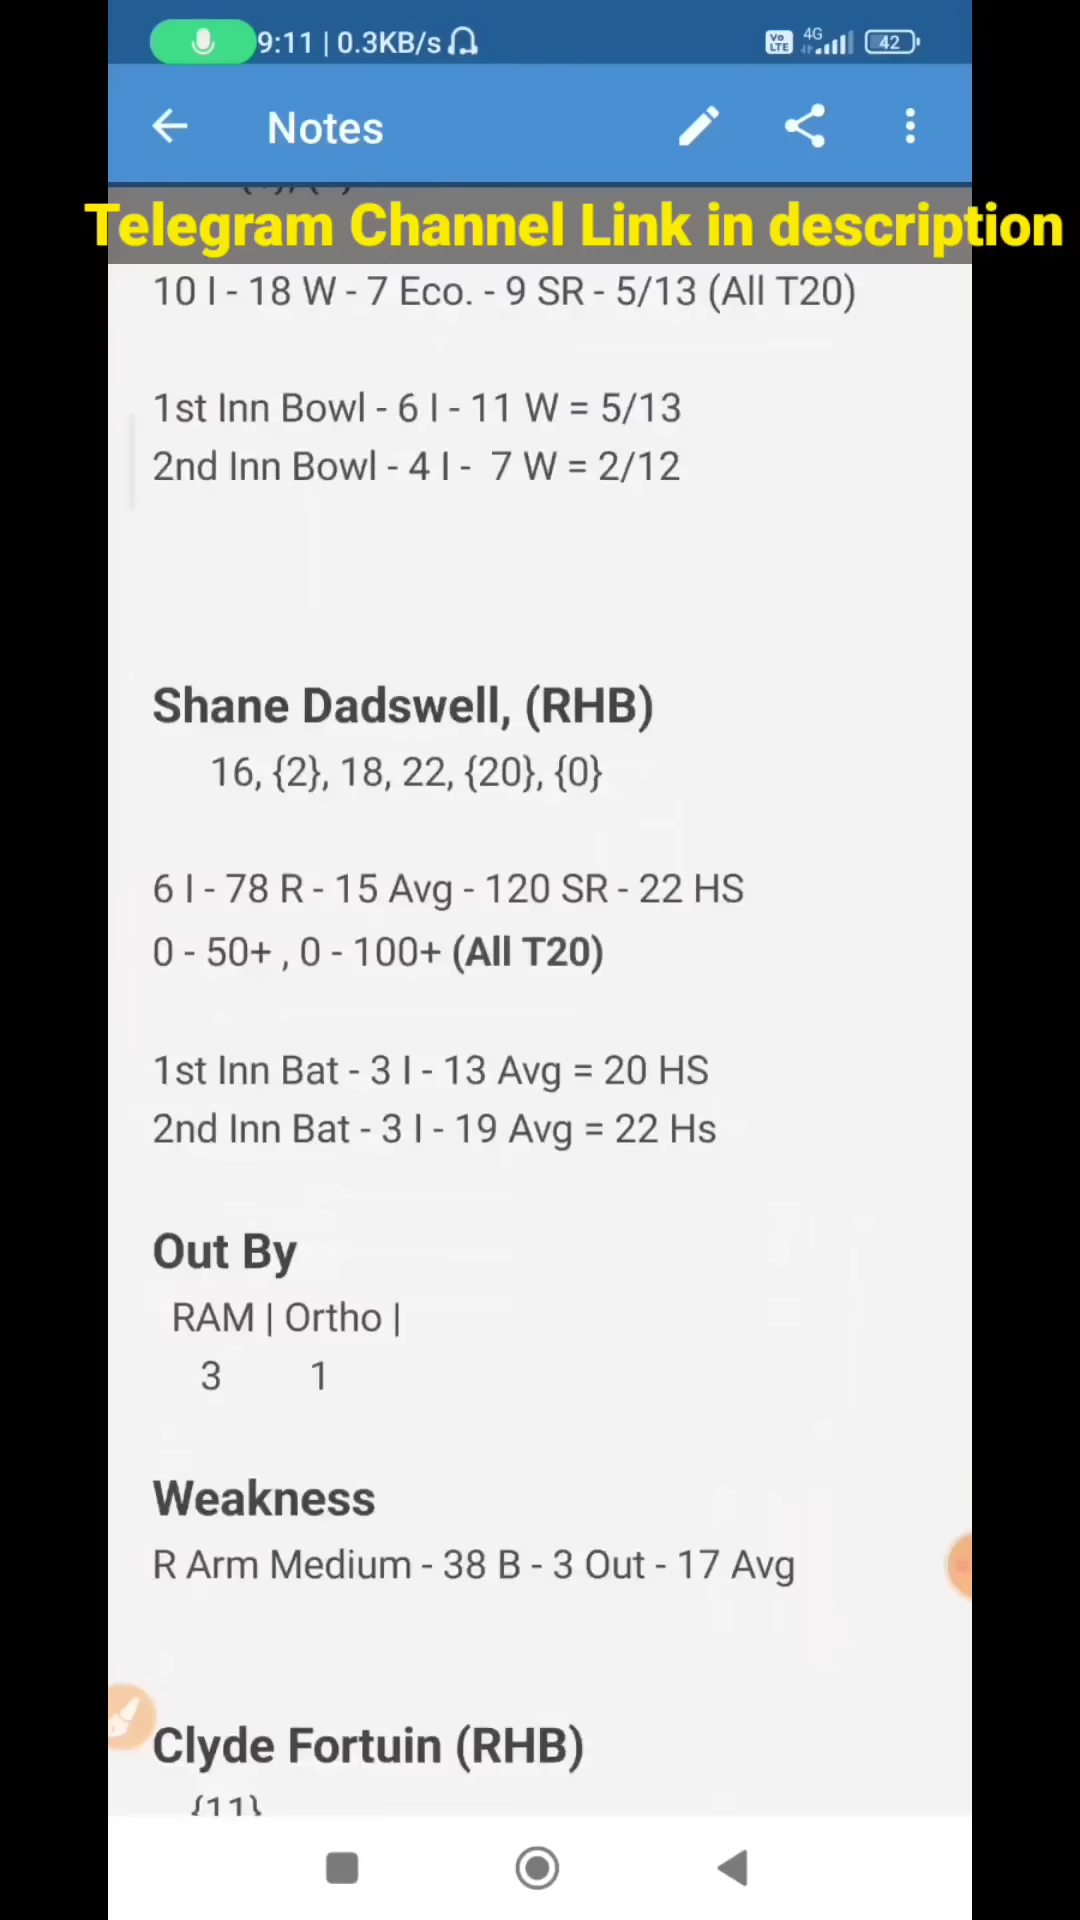 9:11 | 0.3KB/s
Vo LTE 4G 42
Notes
Telegram Channel Link in description
10 I - 18 W - 7 Eco. - 9 SR - 5/13 (All T20)
1st Inn Bowl - 6 I - 11 W = 5/13
2nd Inn Bowl - 4 I - 7 W = 2/12
Shane Dadswell, (RHB)
16, {2}, 18, 22, {20}, {0}
6 I - 78 R - 15 Avg - 120 SR - 22 HS
0 - 50+ , 0 - 100+ (All T20)
1st Inn Bat - 3 I - 13 Avg = 20 HS
2nd Inn Bat - 3 I - 19 Avg = 22 Hs
Out By
RAM | Ortho |
3 1
Weakness
R Arm Medium - 38 B - 3 Out - 17 Avg
Clyde Fortuin (RHB)
{11}